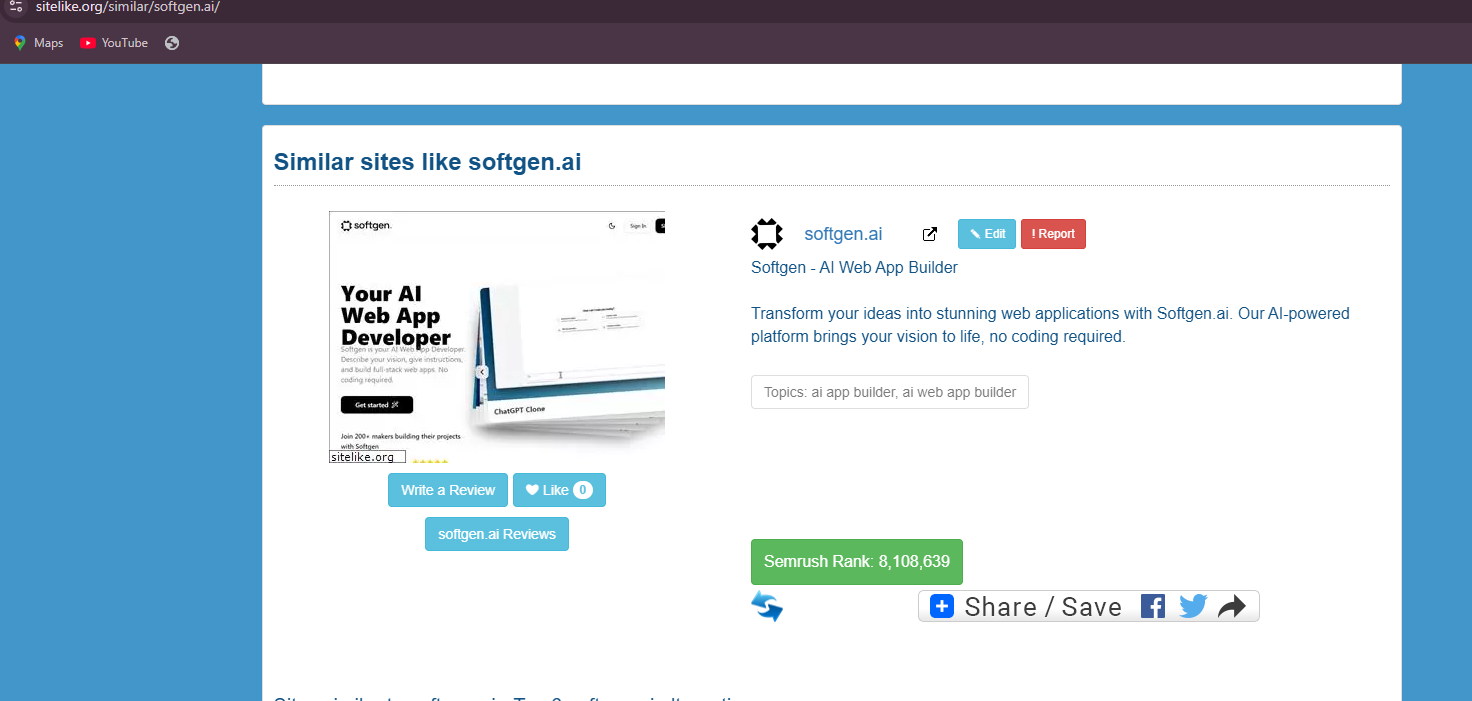 sitelike.org/similar/softgen.ai/
Maps
YouTube
Similar sites like softgen.ai
softgen.
Sign In
Your AI
Web App
Developer
Softgen is your AI Web App Developer.
Describe your vision, give instructions,
and build full-stack web apps. No
coding required.
Get started
ChatGPT Clone
Join 200+ makers building their projects
with Softgen
sitelike.org
Write a Review
Like 0
softgen.ai Reviews
softgen.ai
Edit
! Report
Softgen - AI Web App Builder
Transform your ideas into stunning web applications with Softgen.ai. Our AI-powered
platform brings your vision to life, no coding required.
Topics: ai app builder, ai web app builder
Semrush Rank: 8,108,639
Share / Save